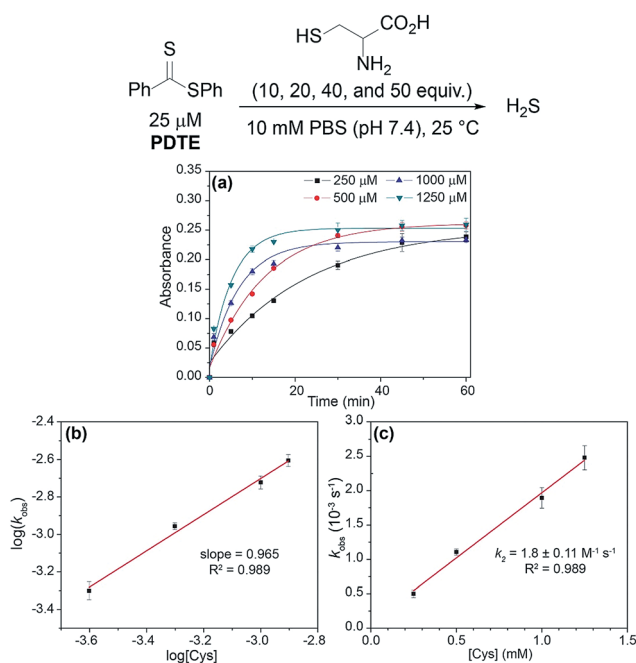 HS
CO2H
NH2
S
Ph
SPh
25 μM
PDTE
(10, 20, 40, and 50 equiv.)
10 mM PBS (pH 7.4), 25 °C
H2S
(a)
250 μM
1000 μM
500 μM
1250 μM
Absorbance
0.35
0.30
0.25
0.20
0.15
0.10
0.05
0.00
0
20
40
60
Time (min)
(b)
log(kobs)
-2.4
-2.6
-2.8
-3.0
-3.2
-3.4
slope = 0.965
R² = 0.989
-3.6
-3.4
-3.2
-3.0
-2.8
log[Cys]
(c)
kobs (10⁻³ s⁻¹)
3.0
2.5
2.0
1.5
1.0
0.5
0.0
k2 = 1.8 ± 0.11 M⁻¹ s⁻¹
R² = 0.989
0.0
0.5
1.0
1.5
[Cys] (mM)